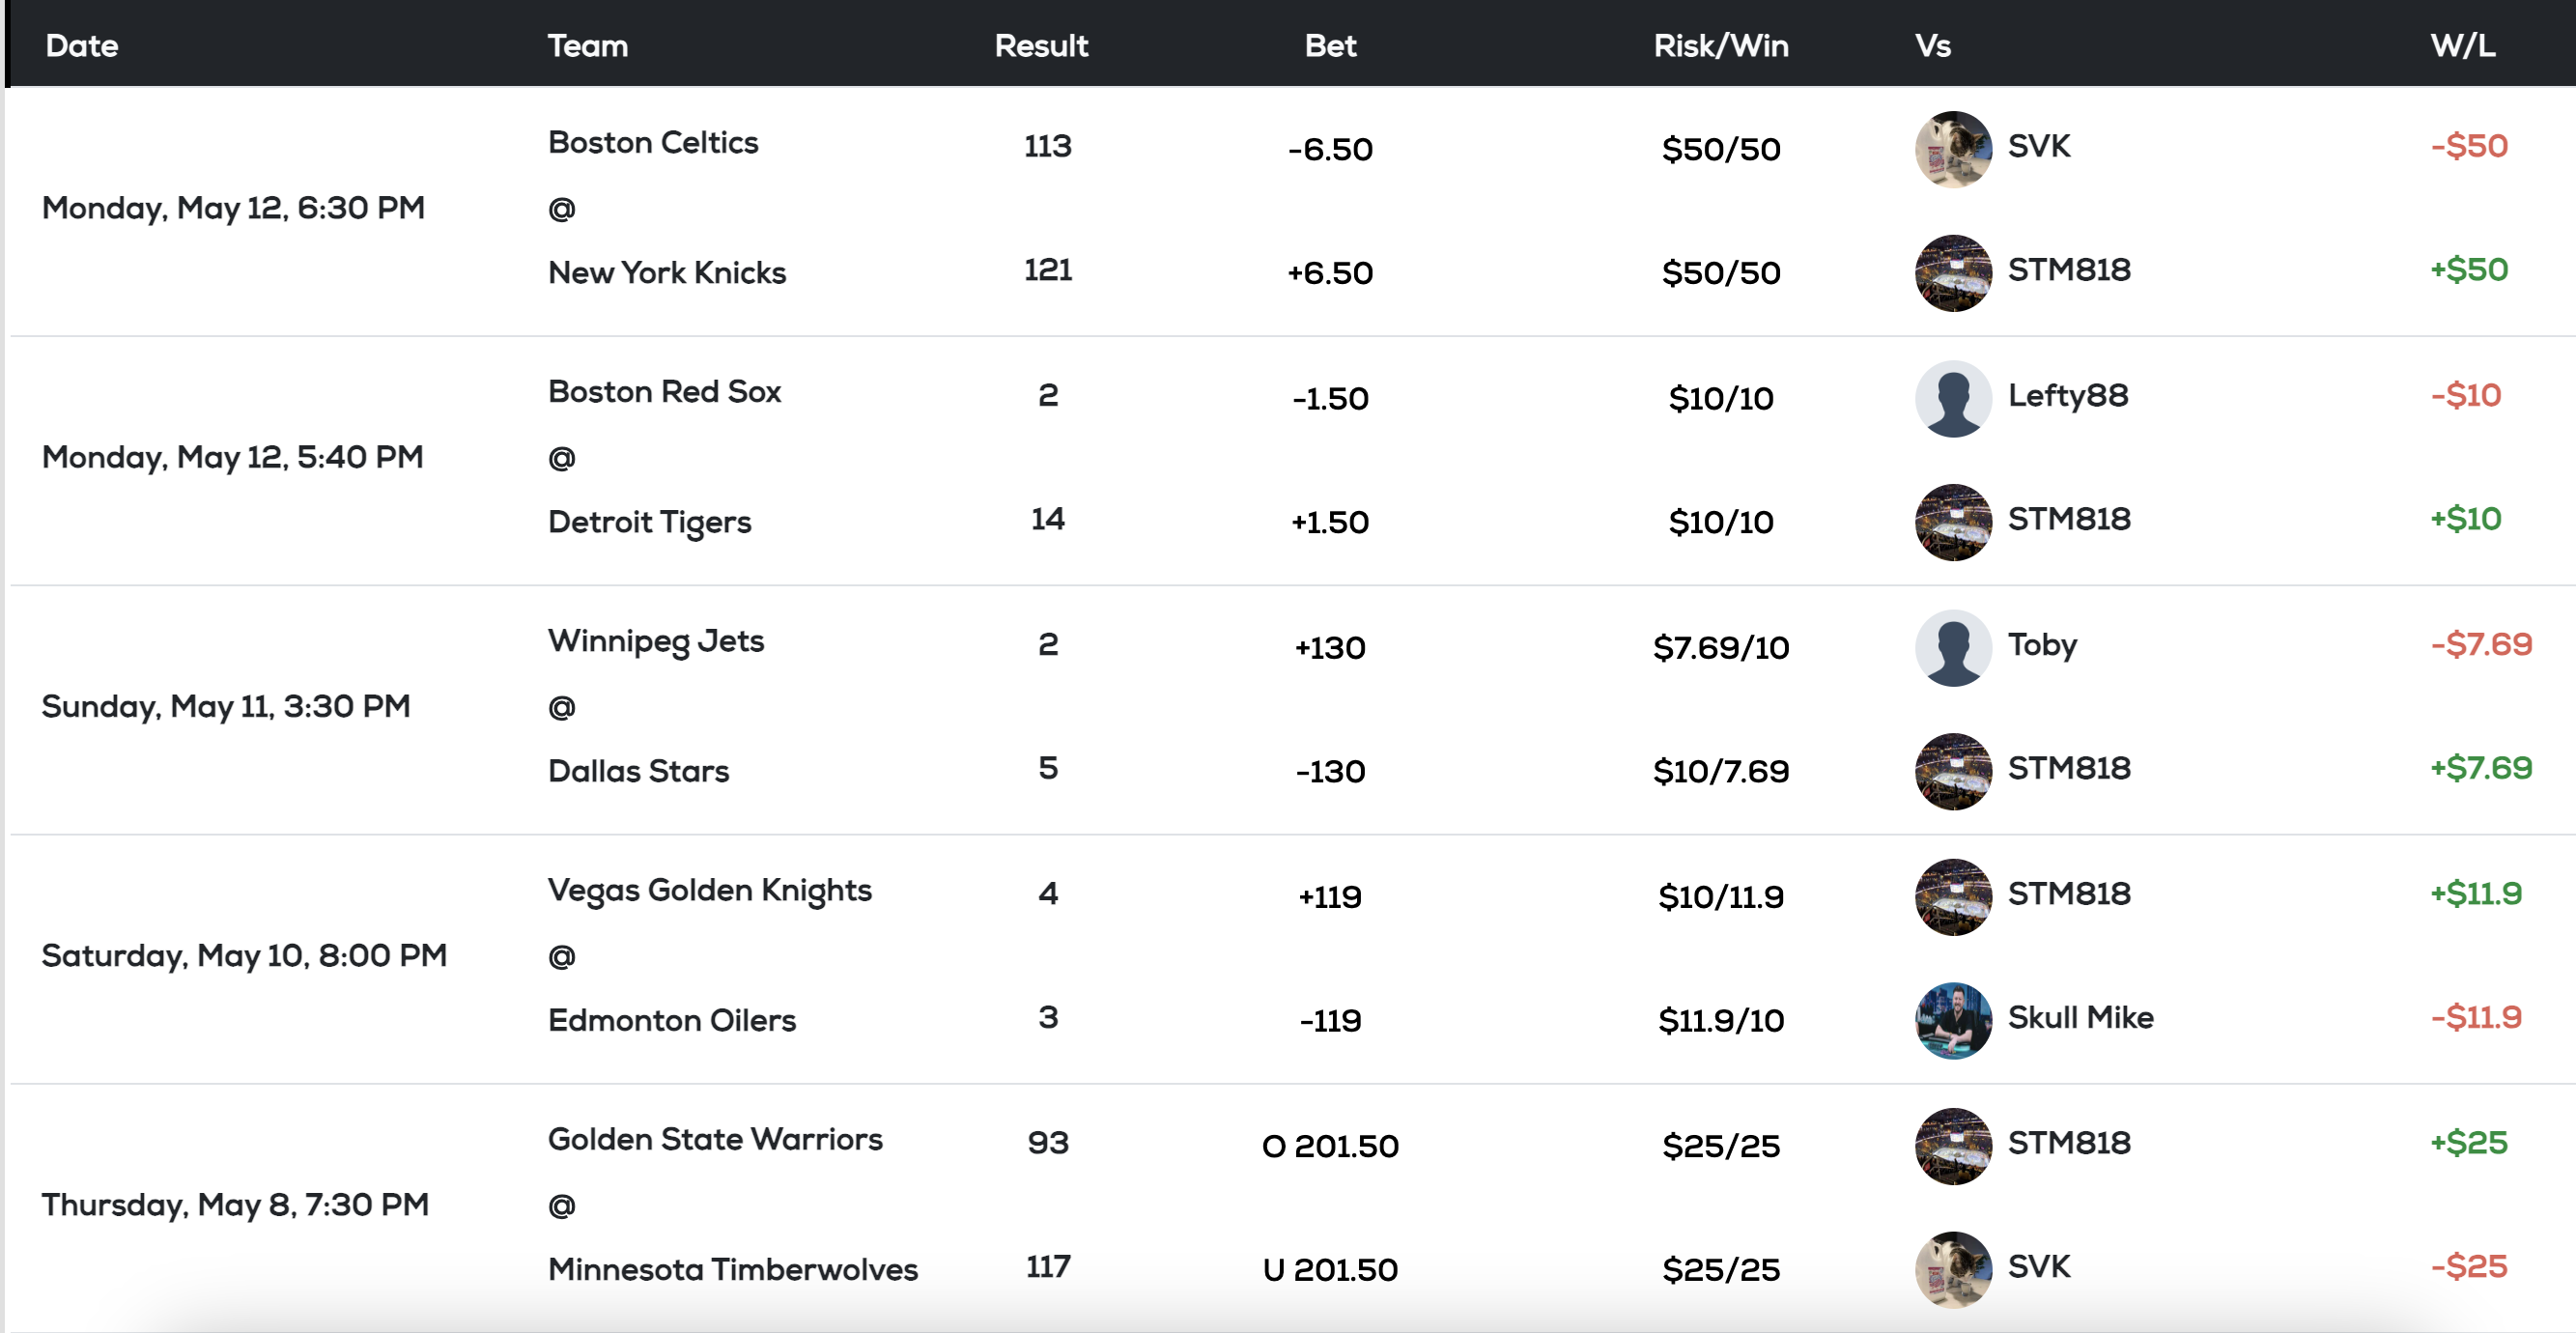 Date Team Result Bet Risk/Win Vs W/L
Boston Celtics 113 -6.50 $50/50 SVK -$50
Monday, May 12, 6:30 PM @
New York Knicks 121 +6.50 $50/50 STM818 +$50
Boston Red Sox 2 -1.50 $10/10 Lefty88 -$10
Monday, May 12, 5:40 PM @
Detroit Tigers 14 +1.50 $10/10 STM818 +$10
Winnipeg Jets 2 +130 $7.69/10 Toby -$7.69
Sunday, May 11, 3:30 PM @
Dallas Stars 5 -130 $10/7.69 STM818 +$7.69
Vegas Golden Knights 4 +119 $10/11.9 STM818 +$11.9
Saturday, May 10, 8:00 PM @
Edmonton Oilers 3 -119 $11.9/10 Skull Mike -$11.9
Golden State Warriors 93 O 201.50 $25/25 STM818 +$25
Thursday, May 8, 7:30 PM @
Minnesota Timberwolves 117 U 201.50 $25/25 SVK -$25